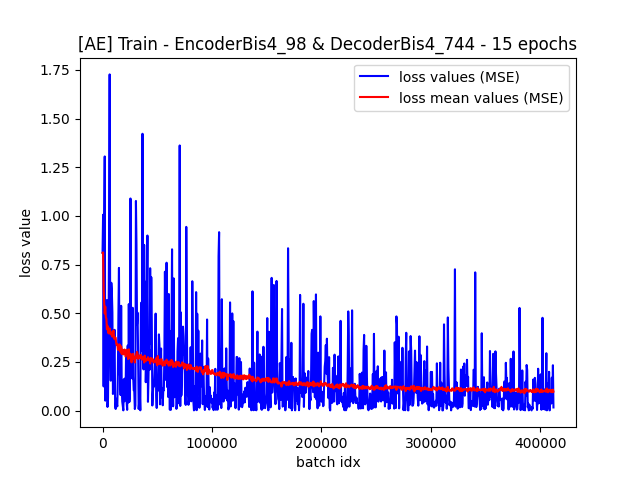 [AE] Train - EncoderBis4_98 & DecoderBis4_744 - 15 epochs
loss values (MSE)
loss mean values (MSE)
loss value
1.75
1.50
1.25
1.00
0.75
0.50
0.25
0.00
0 100000 200000 300000 400000
batch idx